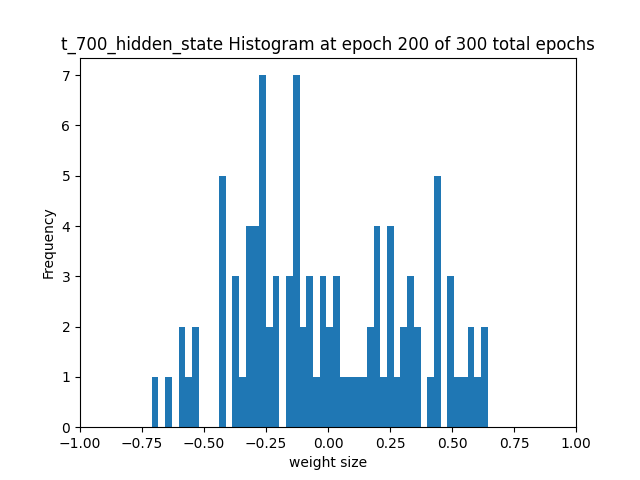 t_700_hidden_state Histogram at epoch 200 of 300 total epochs
7
6
5
4
3
2
1
0
Frequency
−1.00 −0.75 −0.50 −0.25 0.00 0.25 0.50 0.75 1.00
weight size